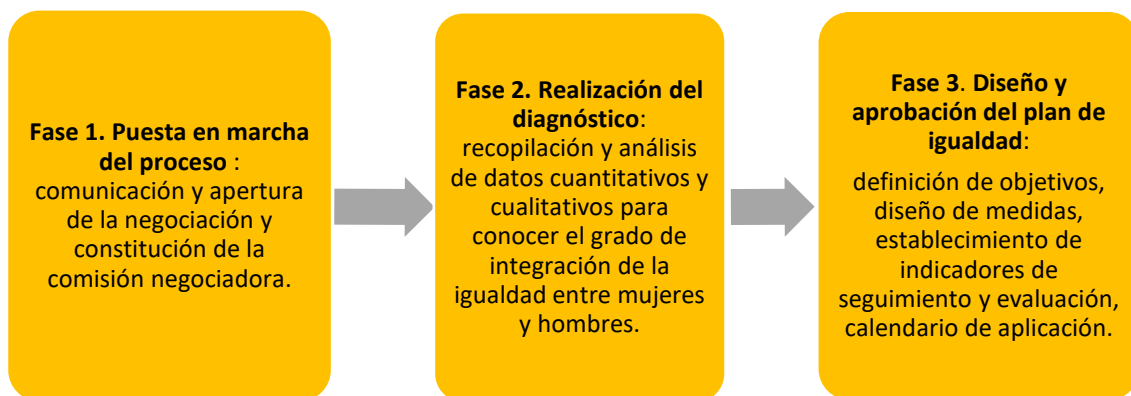 Fase 1. Puesta en marcha
del proceso :
comunicación y apertura
de la negociación y
constitución de la
comisión negociadora.
Fase 2. Realización del
diagnóstico:
recopilación y análisis
de datos cuantitativos y
cualitativos para
conocer el grado de
integración de la
igualdad entre mujeres
y hombres.
Fase 3. Diseño y
aprobación del plan de
igualdad:
definición de objetivos,
diseño de medidas,
establecimiento de
indicadores de
seguimiento y evaluación,
calendario de aplicación.